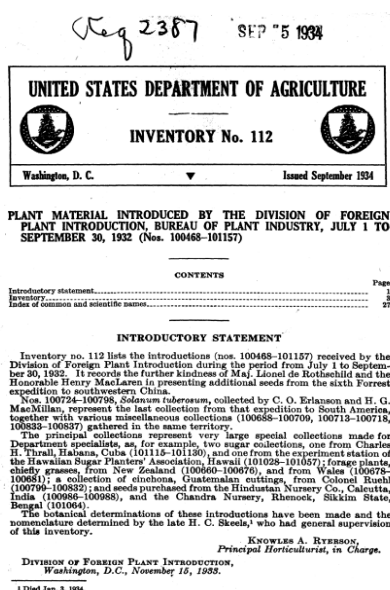 Req 2387 SEP 5 1934
UNITED STATES DEPARTMENT OF AGRICULTURE
INVENTORY No. 112
Washington, D. C. ▼ Issued September 1934
PLANT MATERIAL INTRODUCED BY THE DIVISION OF FOREIGN
PLANT INTRODUCTION, BUREAU OF PLANT INDUSTRY, JULY 1 TO
SEPTEMBER 30, 1932 (Nos. 100468–101157)
CONTENTS
Page
Introductory statement 1
Inventory 3
Index of common and scientific names 27
INTRODUCTORY STATEMENT
Inventory no. 112 lists the introductions (nos. 100468–101157) received by the
Division of Foreign Plant Introduction during the period from July 1 to Septem-
ber 30, 1932. It records the further kindness of Maj. Lionel de Rothschild and the
Honorable Henry MacLaren in presenting additional seeds from the sixth Forrest
expedition to southwestern China.
Nos. 100724–100798, Solanum tuberosum, collected by C. O. Erlanson and H. G.
MacMillan, represent the last collection from that expedition to South America,
together with various miscellaneous collections (100688–100709, 100713–100718,
100833–100837) gathered in the same territory.
The principal collections represent very large special collections made for
Department specialists, as, for example, two sugar collections, one from Charles
H. Thrall, Habana, Cuba (101115–101130), and one from the experiment station of
the Hawaiian Sugar Planters' Association, Hawaii (101028–101057); forage plants,
chiefly grasses, from New Zealand (100660–100676), and from Wales (100678–
100681); a collection of cinchona, Guatemalan cuttings, from Colonel Ruehl
(100799–100832); and seeds purchased from the Hindustan Nursery Co., Calcutta,
India (100986–100988), and the Chandra Nursery, Rhenock, Sikkim State,
Bengal (101064).
The botanical determinations of these introductions have been made and the
nomenclature determined by the late H. C. Skeels,¹ who had general supervision
of this inventory.
KNOWLES A. RYERSON,
Principal Horticulturist, in Charge.
DIVISION OF FOREIGN PLANT INTRODUCTION,
Washington, D.C., November 15, 1933.
¹ Died Jan. 3, 1934.